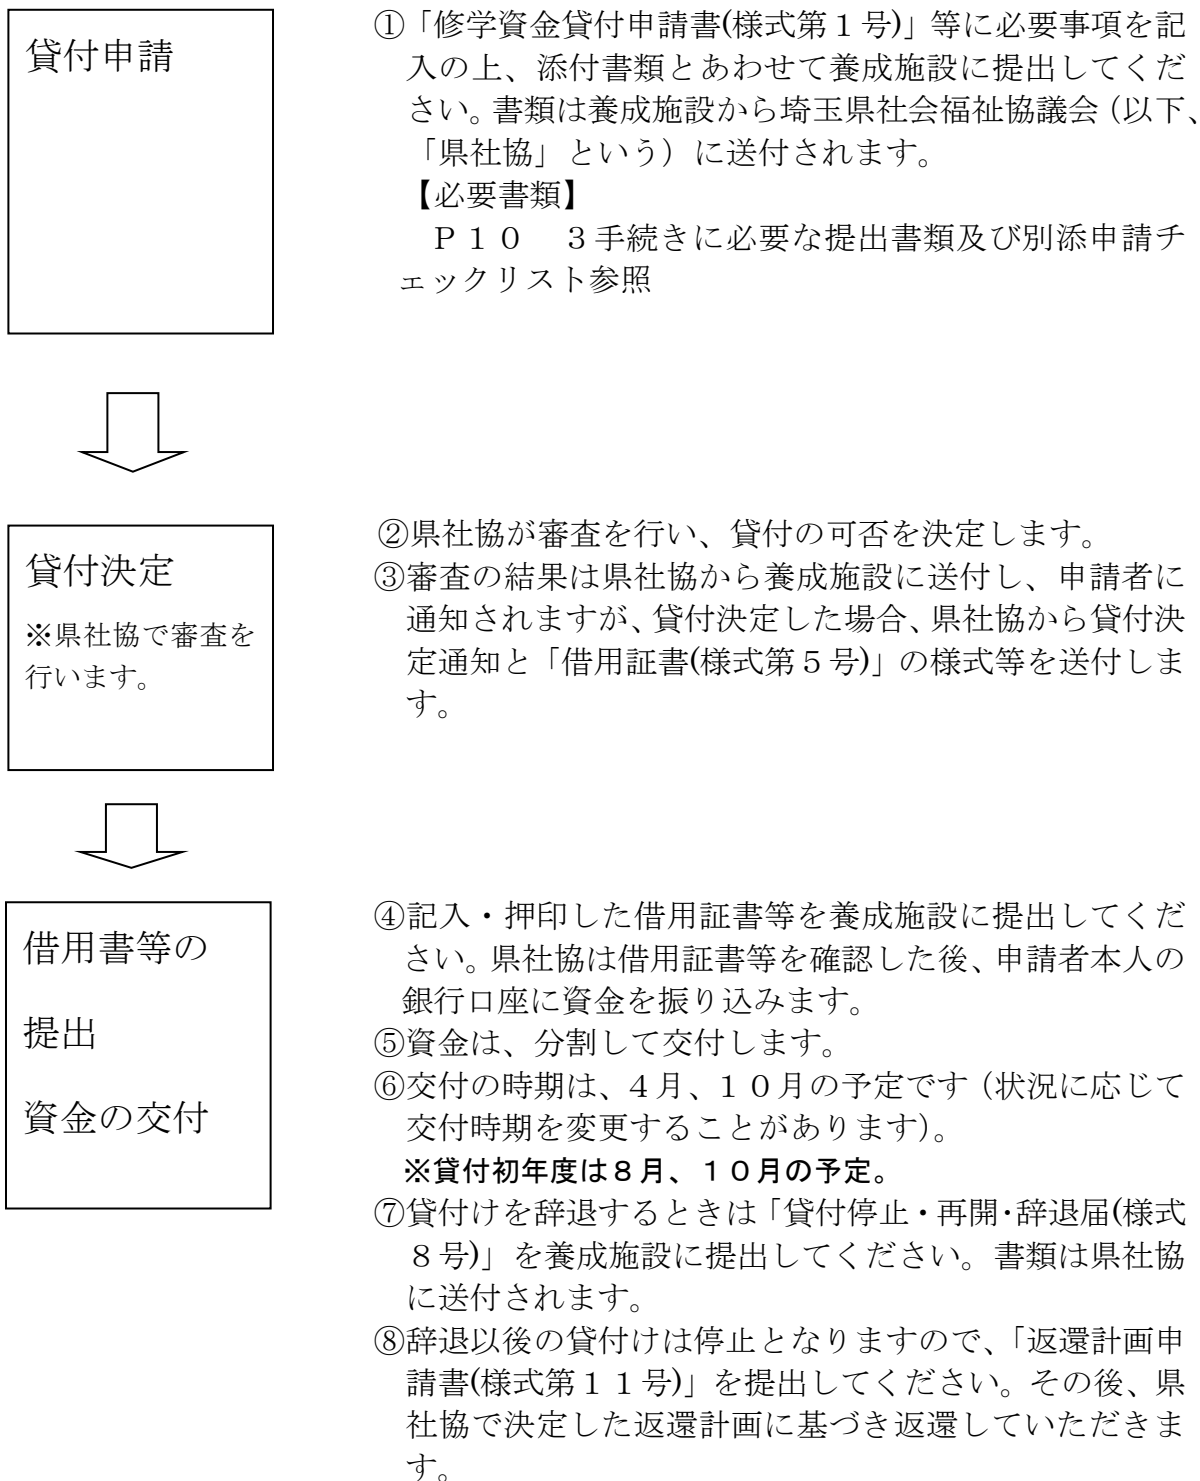 貸付申請
①「修学資金貸付申請書(様式第１号)」等に必要事項を記
入の上、添付書類とあわせて養成施設に提出してくだ
さい。書類は養成施設から埼玉県社会福祉協議会（以下、
「県社協」という）に送付されます。
【必要書類】
Ｐ１０　３手続きに必要な提出書類及び別添申請チ
ェックリスト参照
貸付決定
※県社協で審査を
行います。
②県社協が審査を行い、貸付の可否を決定します。
③審査の結果は県社協から養成施設に送付し、申請者に
通知されますが、貸付決定した場合、県社協から貸付決
定通知と「借用証書(様式第５号)」の様式等を送付しま
す。
借用書等の
提出
資金の交付
④記入・押印した借用証書等を養成施設に提出してくだ
さい。県社協は借用証書等を確認した後、申請者本人の
銀行口座に資金を振り込みます。
⑤資金は、分割して交付します。
⑥交付の時期は、４月、１０月の予定です（状況に応じて
交付時期を変更することがあります）。
※貸付初年度は８月、１０月の予定。
⑦貸付けを辞退するときは「貸付停止・再開・辞退届(様式
８号)」を養成施設に提出してください。書類は県社協
に送付されます。
⑧辞退以後の貸付けは停止となりますので、「返還計画申
請書(様式第１１号)」を提出してください。その後、県
社協で決定した返還計画に基づき返還していただきま
す。